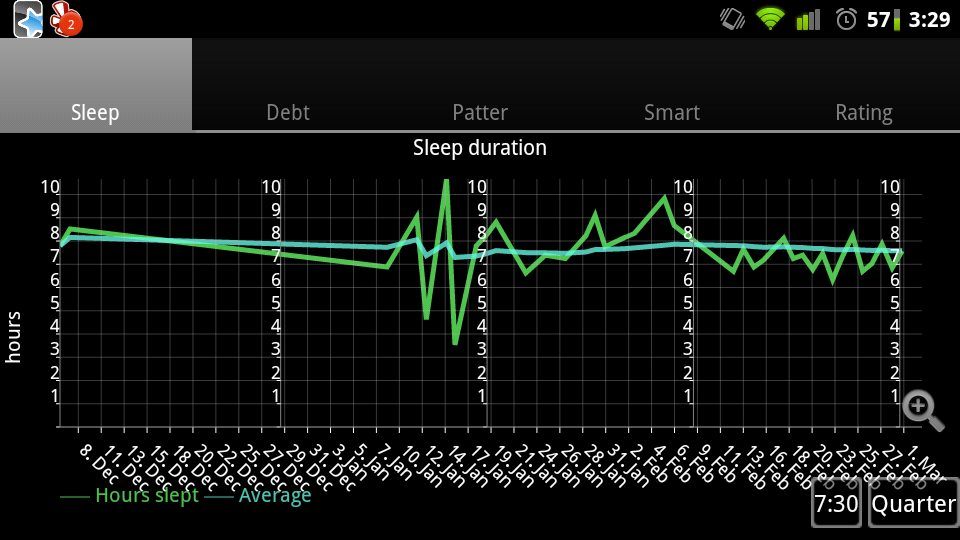 2 57 3:29
Sleep Debt Patter Smart Rating
Sleep duration
10 10 10 10 10
9 9 9 9 9
8 8 8 8 8
7 7 7 7 7
6 6 6 6 6
5 5 5 5 5
4 4 4 4 4
3 3 3 3 3
2 2 2 2 2
1 1 1 1 1
hours
8. Dec 11. Dec 13. Dec 15. Dec 18. Dec 20. Dec 22. Dec 25. Dec 27. Dec 29. Dec 31. Dec 3. Jan 5. Jan 7. Jan 10. Jan 12. Jan 14. Jan 17. Jan 19. Jan 21. Jan 24. Jan 26. Jan 28. Jan 31. Jan 2. Feb 4. Feb 6. Feb 9. Feb 11. Feb 13. Feb 16. Feb 18. Feb 20. Feb 23. Feb 25. Feb 27. Feb 1. Mar
Hours slept Average
7:30 Quarter